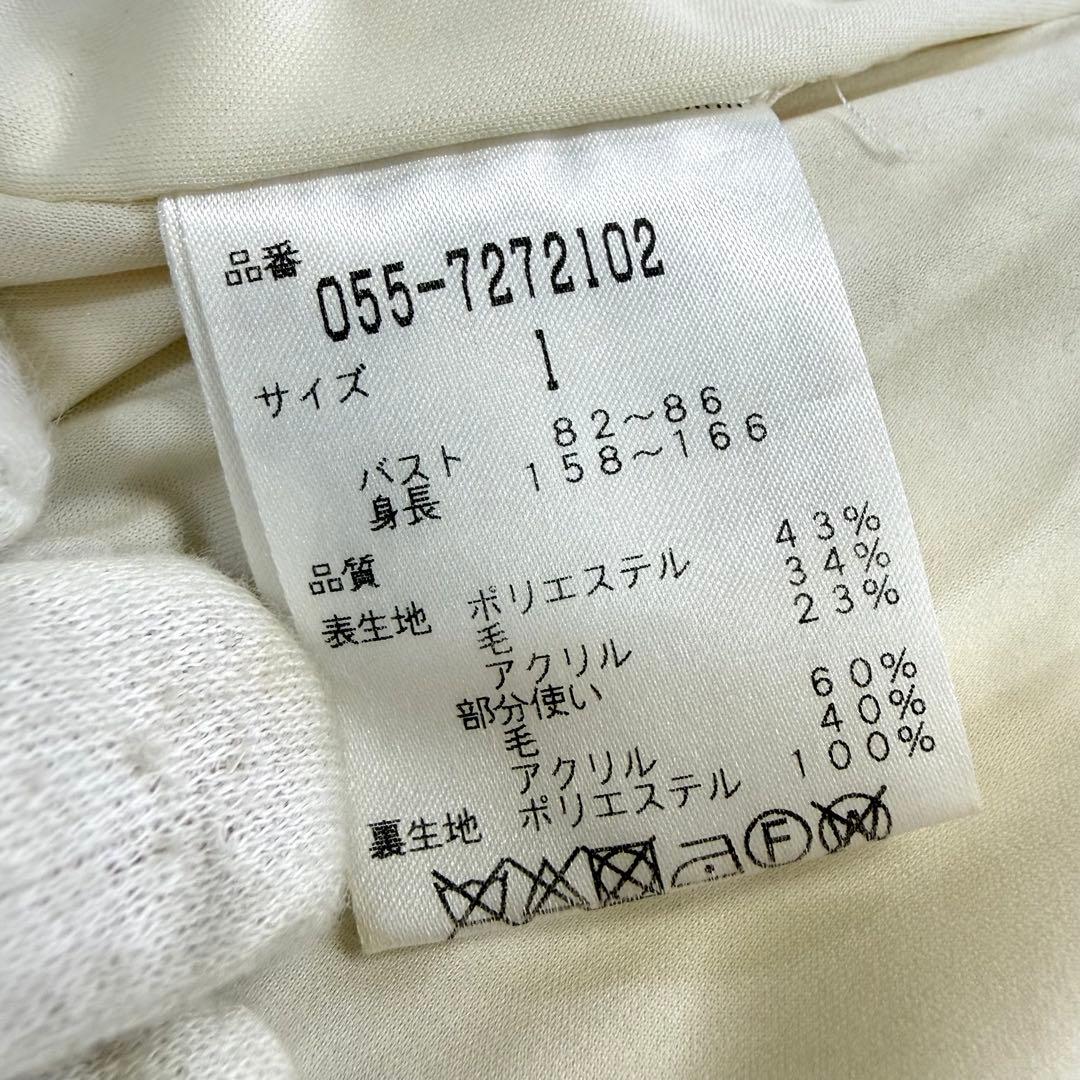 品番 055-7272102
サイズ 1
バスト 82~86
身長 158~166
品質
表生地 ポリエステル 43%
毛 34%
アクリル 23%
部分使い
毛 60%
アクリル 40%
裏生地 ポリエステル 100%
F W